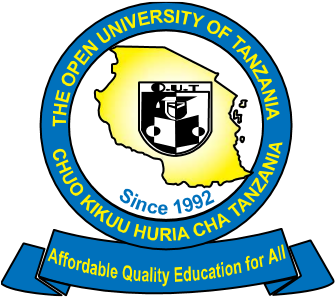 THE OPEN UNIVERSITY OF TANZANIA
O.U.T
Since 1992
CHUO KIKUU HURIA CHA TANZANIA
Affordable Quality Education for All